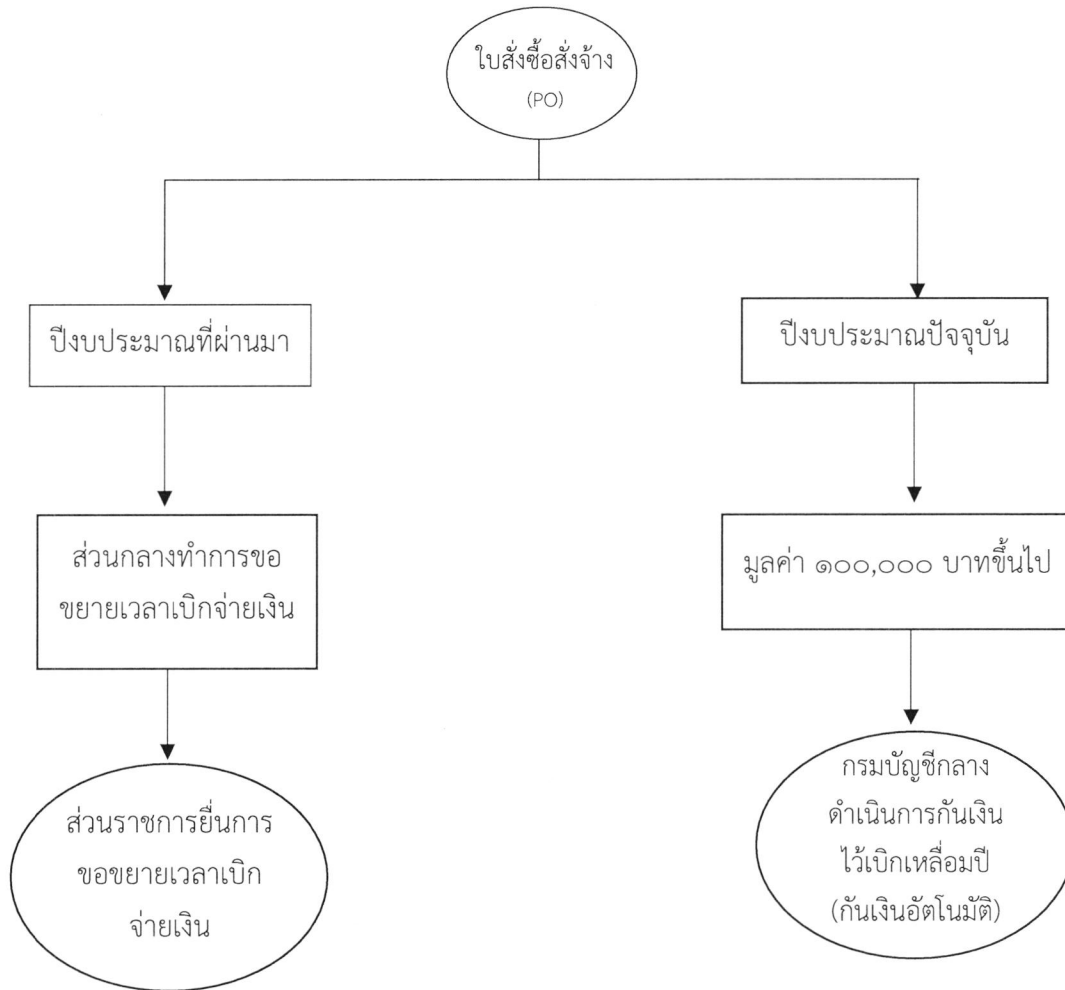 ใบสั่งซื้อสั่งจ้าง
(PO)
ปีงบประมาณที่ผ่านมา
ปีงบประมาณปัจจุบัน
ส่วนกลางทำการขอ
ขยายเวลาเบิกจ่ายเงิน
มูลค่า ๑๐๐,๐๐๐ บาทขึ้นไป
ส่วนราชการยื่นการ
ขอขยายเวลาเบิก
จ่ายเงิน
กรมบัญชีกลาง
ดำเนินการกันเงิน
ไว้เบิกเหลื่อมปี
(กันเงินอัตโนมัติ)